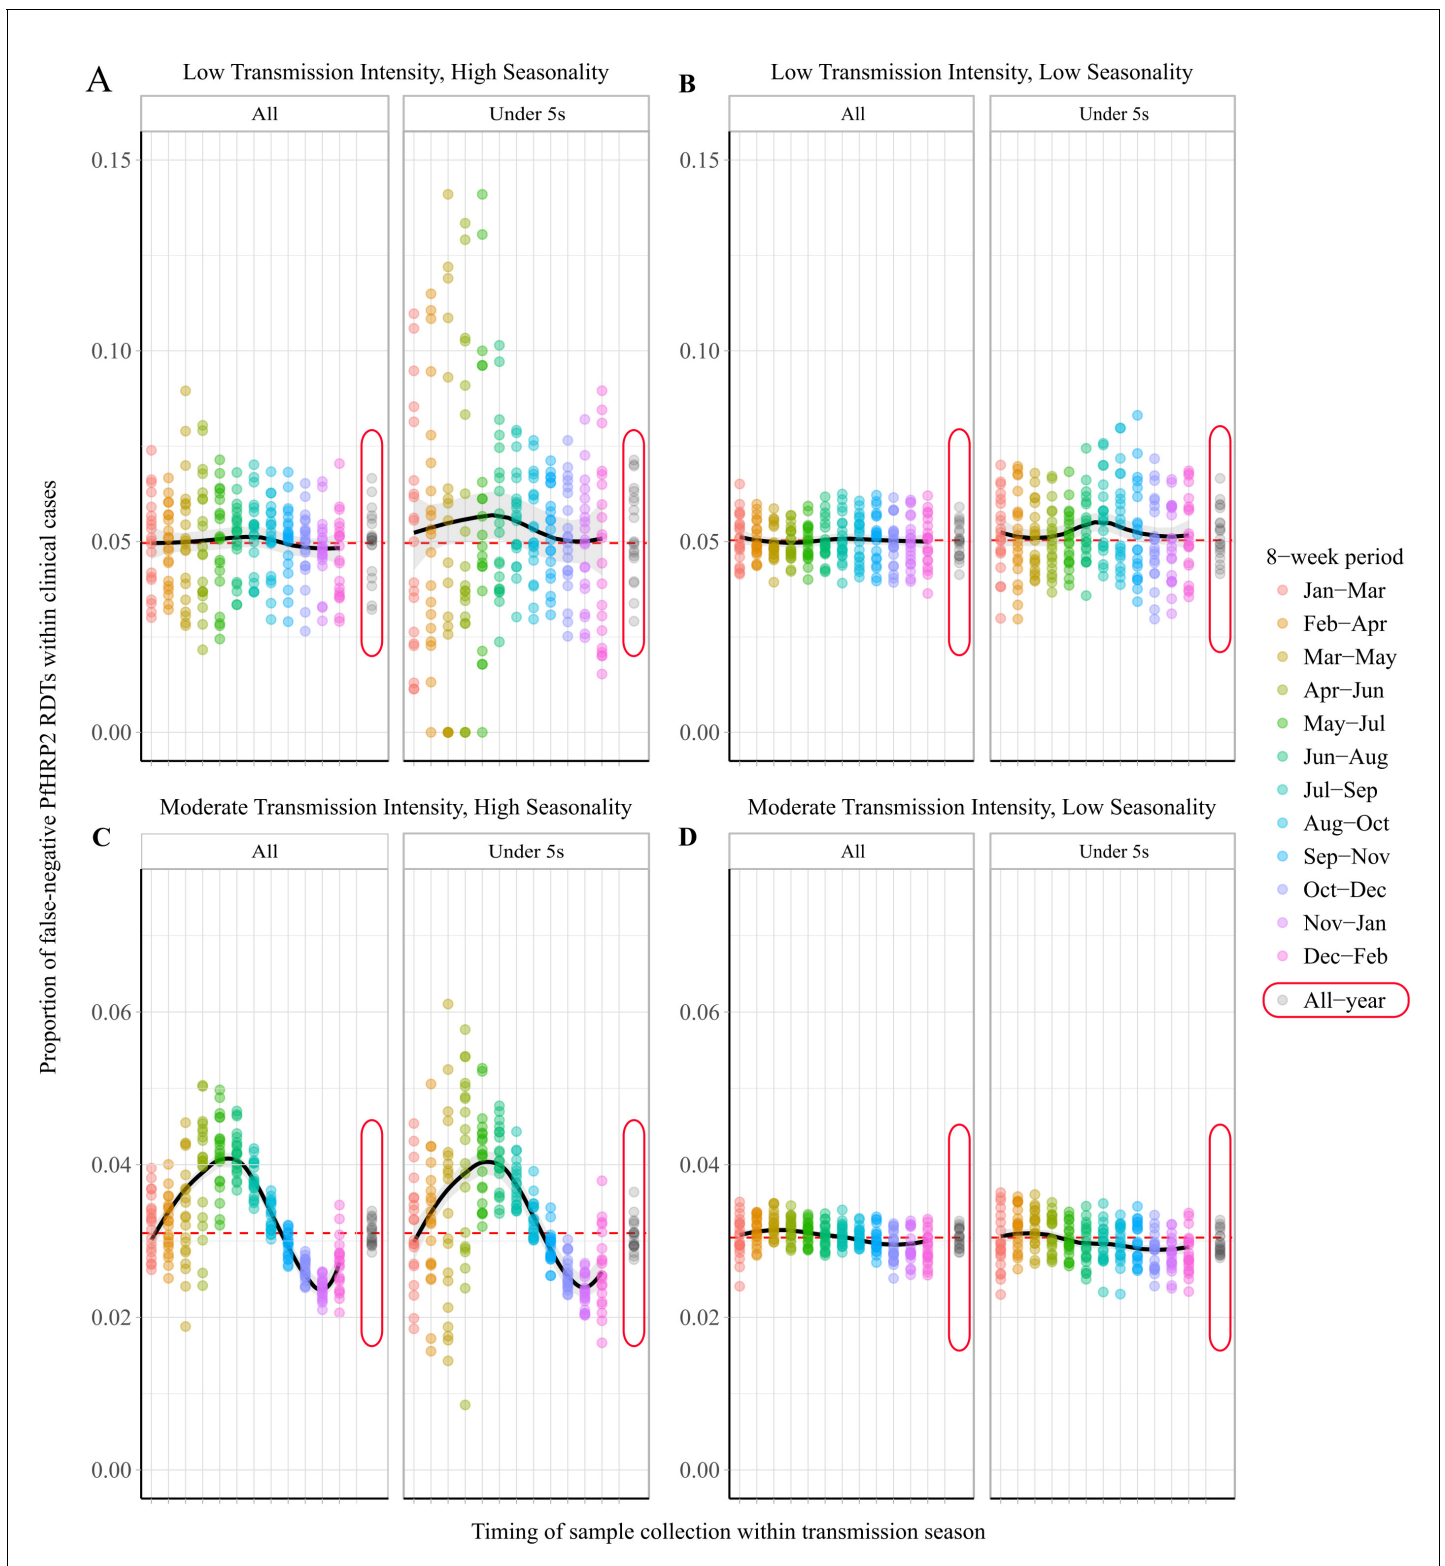 A
Low Transmission Intensity, High Seasonality
All
Under 5s
0.15
0.10
0.05
0.00
B
Low Transmission Intensity, Low Seasonality
All
Under 5s
0.15
0.10
0.05
0.00
C
Moderate Transmission Intensity, High Seasonality
All
Under 5s
0.06
0.04
0.02
0.00
D
Moderate Transmission Intensity, Low Seasonality
All
Under 5s
0.06
0.04
0.02
0.00
Proportion of false-negative PfHRP2 RDTs within clinical cases
Timing of sample collection within transmission season
8−week period
Jan−Mar
Feb−Apr
Mar−May
Apr−Jun
May−Jul
Jun−Aug
Jul−Sep
Aug−Oct
Sep−Nov
Oct−Dec
Nov−Jan
Dec−Feb
All−year